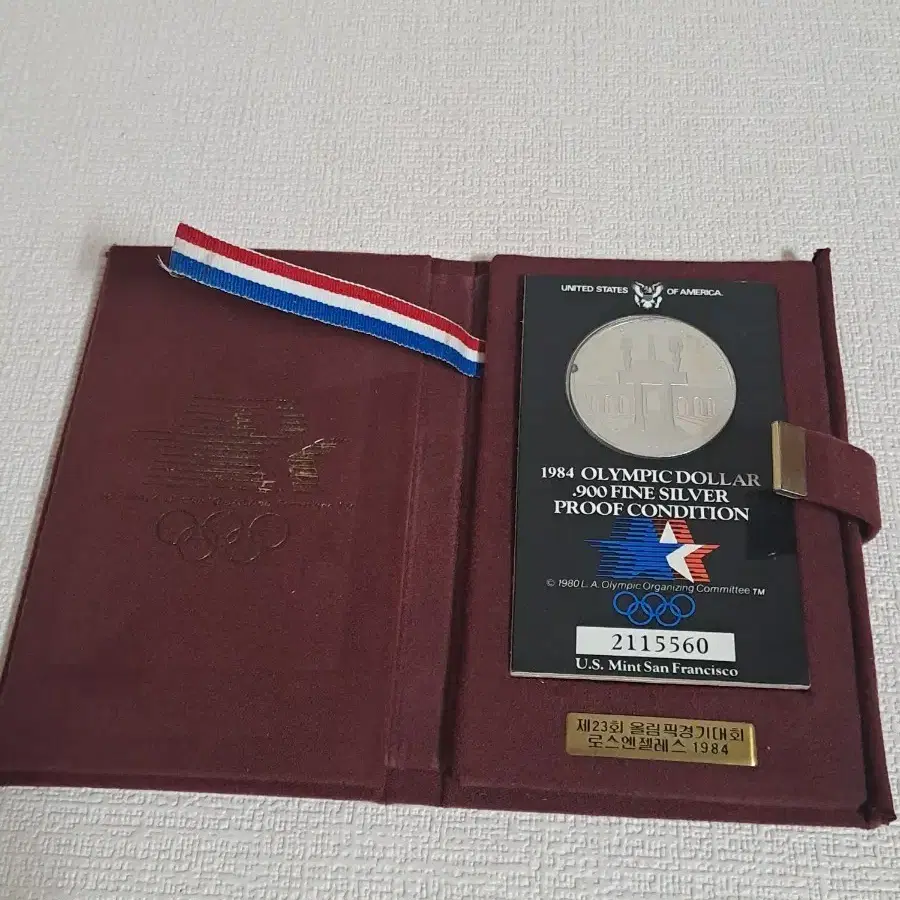 UNITED STATES OF AMERICA.
1984 OLYMPIC DOLLAR
.900 FINE SILVER
PROOF CONDITION
© 1980 L.A. Olympic Organizing Committee TM
2115560
U.S. Mint San Francisco
제23회 올림픽경기대회
로스엔젤레스 1984